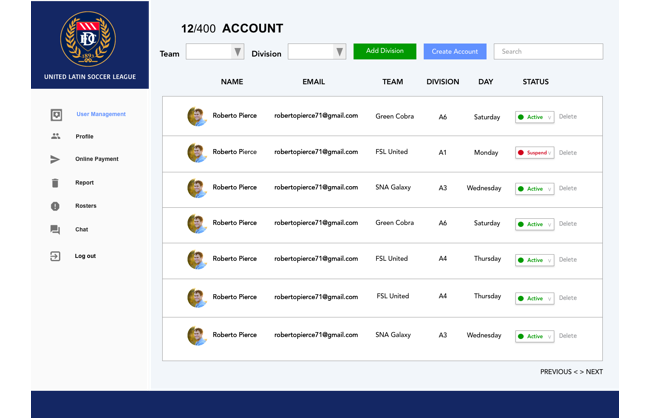 12/400 ACCOUNT
Team Division Add Division Create Account Search
UNITED LATIN SOCCER LEAGUE
NAME EMAIL TEAM DIVISION DAY STATUS
User Management
Profile
Online Payment
Report
Rosters
Chat
Log out
Roberto Pierce robertopierce71@gmail.com Green Cobra A6 Saturday Active v Delete
Roberto Pierce robertopierce71@gmail.com FSL United A1 Monday Suspend v Delete
Roberto Pierce robertopierce71@gmail.com SNA Galaxy A3 Wednesday Active v Delete
Roberto Pierce robertopierce71@gmail.com Green Cobra A6 Saturday Active v Delete
Roberto Pierce robertopierce71@gmail.com FSL United A4 Thursday Active v Delete
Roberto Pierce robertopierce71@gmail.com FSL United A4 Thursday Active v Delete
Roberto Pierce robertopierce71@gmail.com SNA Galaxy A3 Wednesday Active v Delete
PREVIOUS < > NEXT